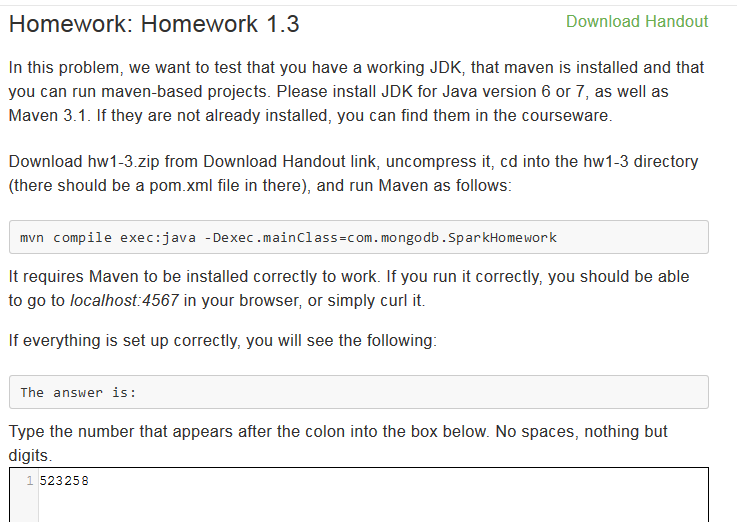 Homework: Homework 1.3
Download Handout
In this problem, we want to test that you have a working JDK, that maven is installed and that
you can run maven-based projects. Please install JDK for Java version 6 or 7, as well as
Maven 3.1. If they are not already installed, you can find them in the courseware.
Download hw1-3.zip from Download Handout link, uncompress it, cd into the hw1-3 directory
(there should be a pom.xml file in there), and run Maven as follows:
mvn compile exec:java -Dexec.mainClass=com.mongodb.SparkHomework
It requires Maven to be installed correctly to work. If you run it correctly, you should be able
to go to localhost:4567 in your browser, or simply curl it.
If everything is set up correctly, you will see the following:
The answer is:
Type the number that appears after the colon into the box below. No spaces, nothing but
digits.
1 523258